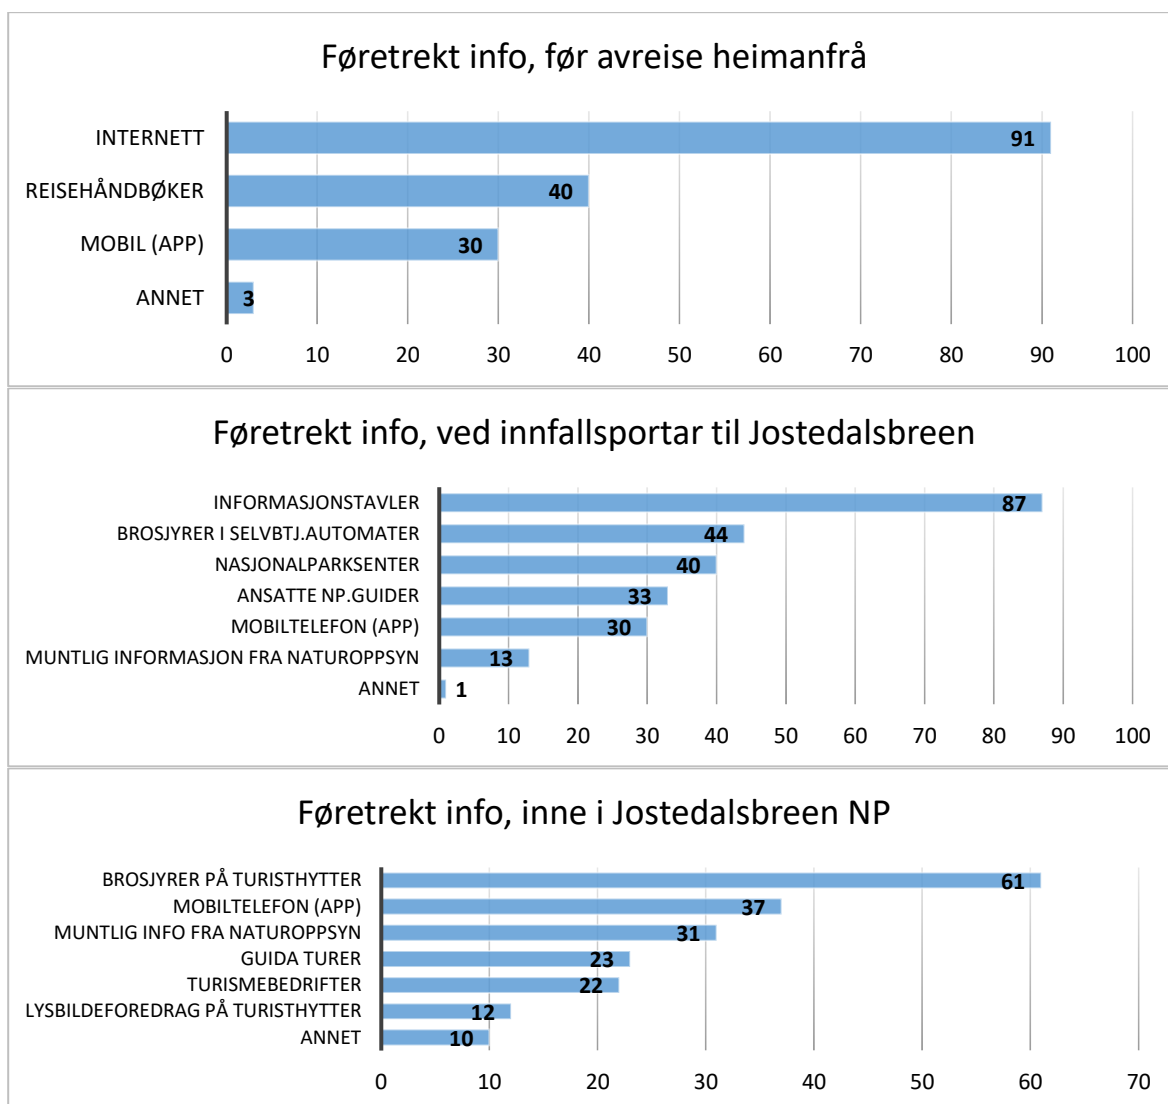 Føretrekt info, før avreise heimanfrå
INTERNETT 91
REISEHÅNDBØKER 40
MOBIL (APP) 30
ANNET 3
0 10 20 30 40 50 60 70 80 90 100
Føretrekt info, ved innfallsportar til Jostedalsbreen
INFORMASJONSTAVLER 87
BROSJYRER I SELVBTJ.AUTOMATER 44
NASJONALPARKSENTER 40
ANSATTE NP.GUIDER 33
MOBILTELEFON (APP) 30
MUNTLIG INFORMASJON FRA NATUROPPSYN 13
ANNET 1
0 10 20 30 40 50 60 70 80 90 100
Føretrekt info, inne i Jostedalsbreen NP
BROSJYRER PÅ TURISTHYTTER 61
MOBILTELEFON (APP) 37
MUNTLIG INFO FRA NATUROPPSYN 31
GUIDA TURER 23
TURISMEBEDRIFTER 22
LYSBILDEFOREDRAG PÅ TURISTHYTTER 12
ANNET 10
0 10 20 30 40 50 60 70